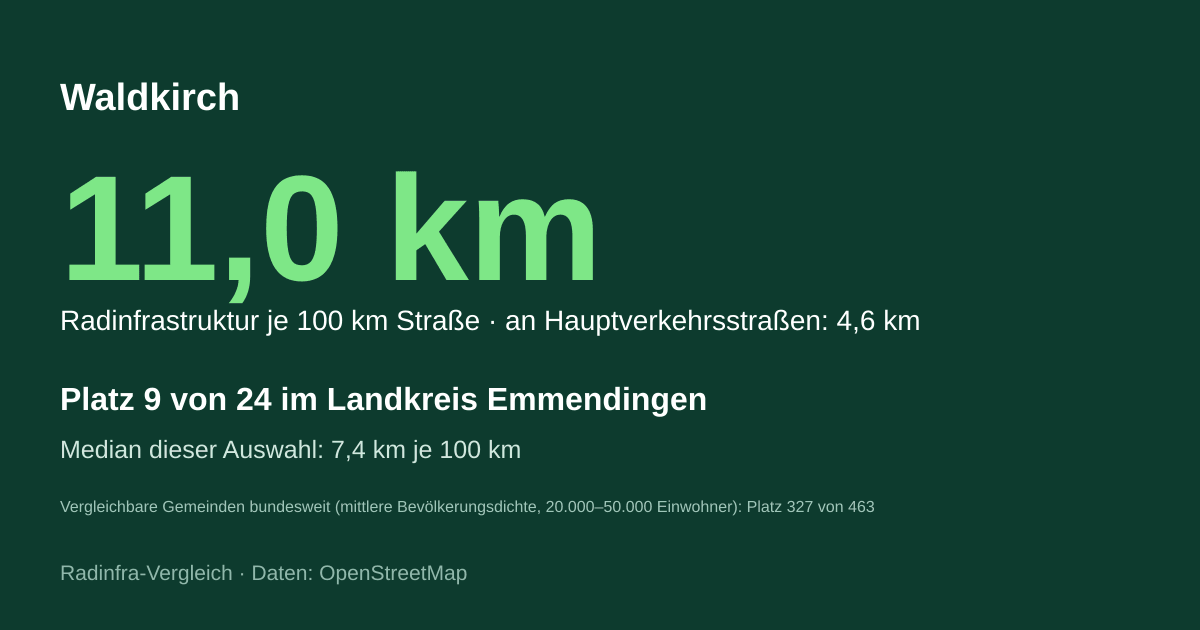 Waldkirch
11,0 km
Radinfrastruktur je 100 km Straße · an Hauptverkehrsstraßen: 4,6 km
Platz 9 von 24 im Landkreis Emmendingen
Median dieser Auswahl: 7,4 km je 100 km
Vergleichbare Gemeinden bundesweit (mittlere Bevölkerungsdichte, 20.000–50.000 Einwohner): Platz 327 von 463
Radinfra-Vergleich · Daten: OpenStreetMap